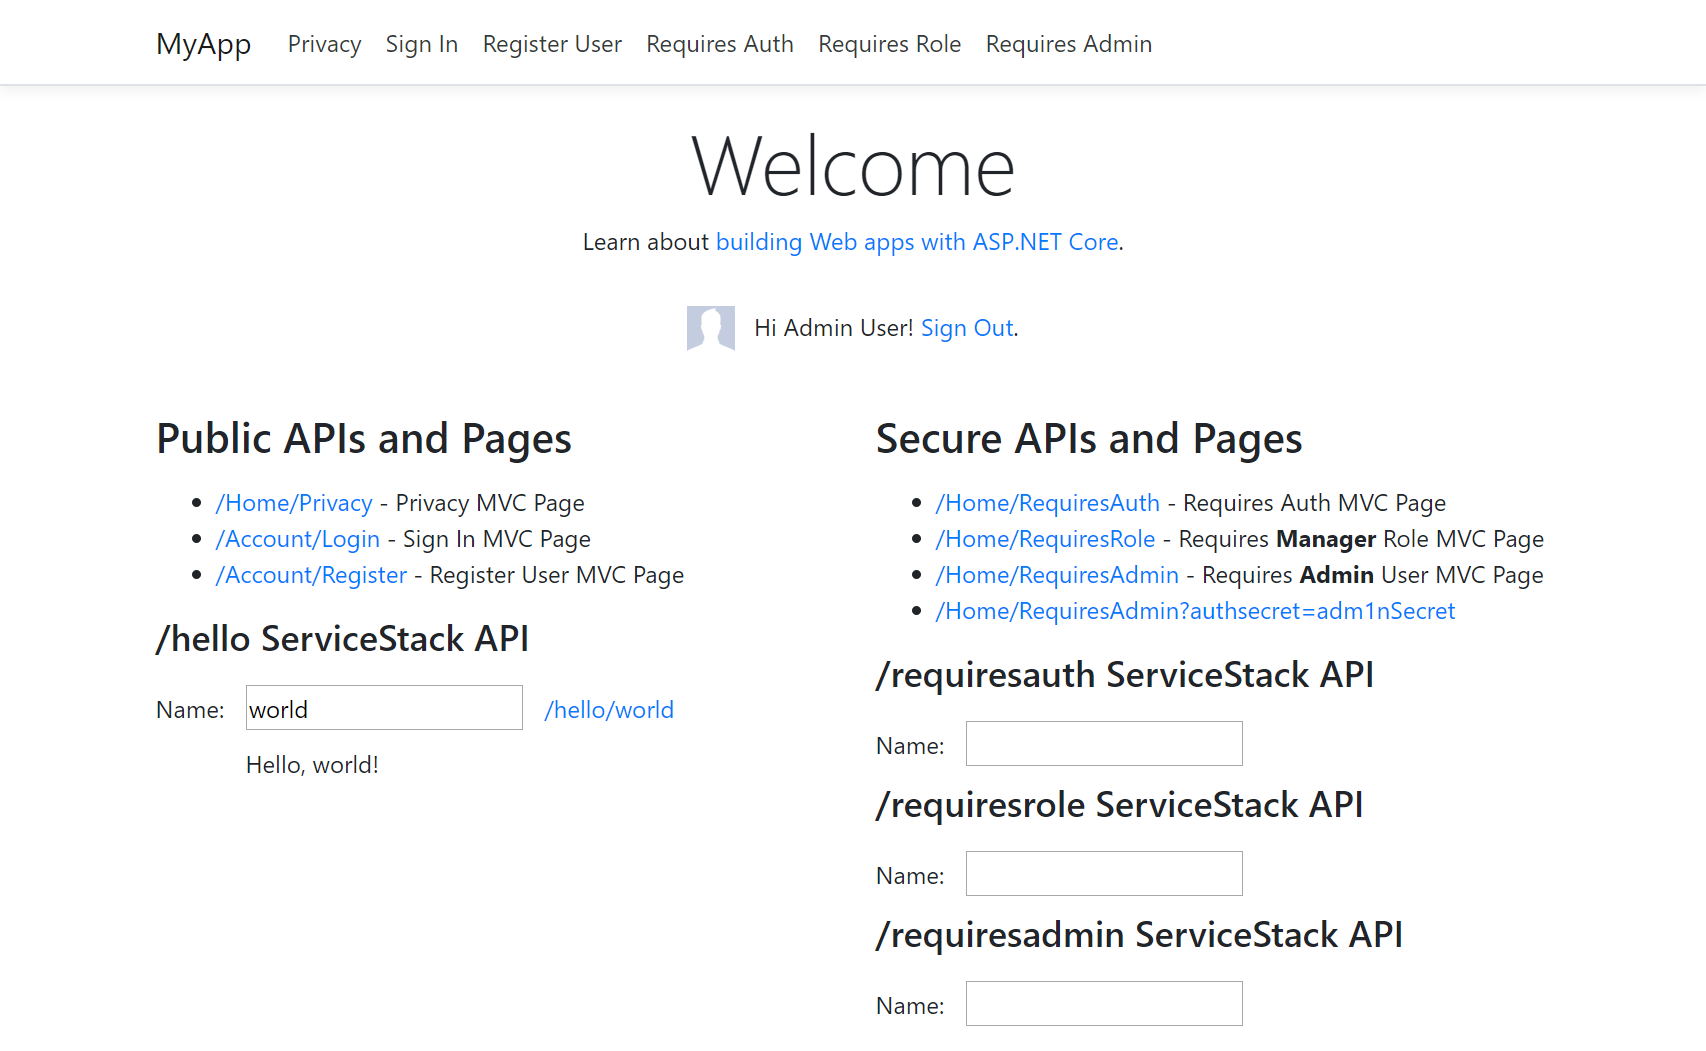 MyApp Privacy Sign In Register User Requires Auth Requires Role Requires Admin
Welcome
Learn about building Web apps with ASP.NET Core.
Hi Admin User! Sign Out.
Public APIs and Pages
/Home/Privacy - Privacy MVC Page
/Account/Login - Sign In MVC Page
/Account/Register - Register User MVC Page
/hello ServiceStack API
Name: world /hello/world
Hello, world!
Secure APIs and Pages
/Home/RequiresAuth - Requires Auth MVC Page
/Home/RequiresRole - Requires Manager Role MVC Page
/Home/RequiresAdmin - Requires Admin User MVC Page
/Home/RequiresAdmin?authsecret=adm1nSecret
/requiresauth ServiceStack API
Name:
/requiresrole ServiceStack API
Name:
/requiresadmin ServiceStack API
Name: